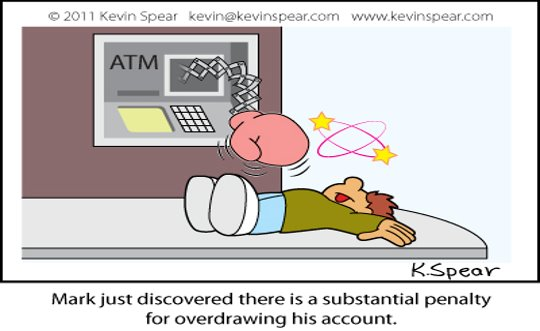 © 2011 Kevin Spear kevin@kevinspear.com www.kevinspear.com
ATM
K.Spear
Mark just discovered there is a substantial penalty
for overdrawing his account.